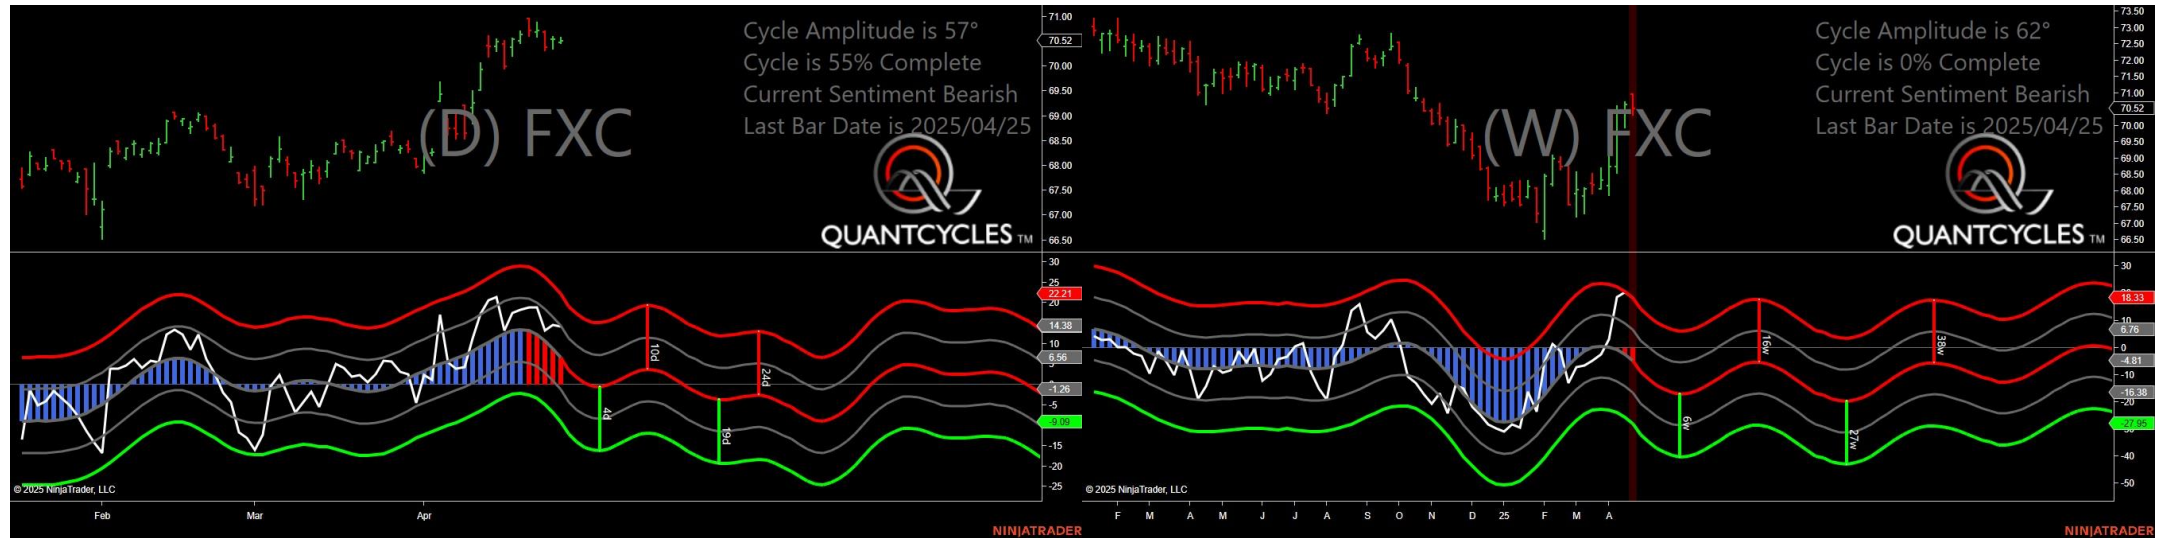 Cycle Amplitude is 57°
Cycle is 55% Complete
Current Sentiment Bearish
Last Bar Date is 2025/04/25
(D) FXC
QUANTCYCLES TM
71.00
70.52
70.00
69.50
69.00
68.50
68.00
67.50
67.00
66.50
30
25
22.21
20
14.38
10
6.56
-1.26
-5
-9.09
-15
-20
-25
10d
24d
4d
19d
© 2025 NinjaTrader, LLC
Feb
Mar
Apr
NINJATRADER
Cycle Amplitude is 62°
Cycle is 0% Complete
Current Sentiment Bearish
Last Bar Date is 2025/04/25
(W) FXC
QUANTCYCLES TM
73.50
73.00
72.50
72.00
71.50
71.00
70.52
70.00
69.50
69.00
68.50
68.00
67.50
67.00
66.50
30
18.33
6.76
0
-4.81
-10
-16.38
-20
-27.95
-40
-50
16w
38w
6w
27w
© 2025 NinjaTrader, LLC
F
M
A
M
J
J
A
S
O
N
D
25
F
M
A
NINJATRADER